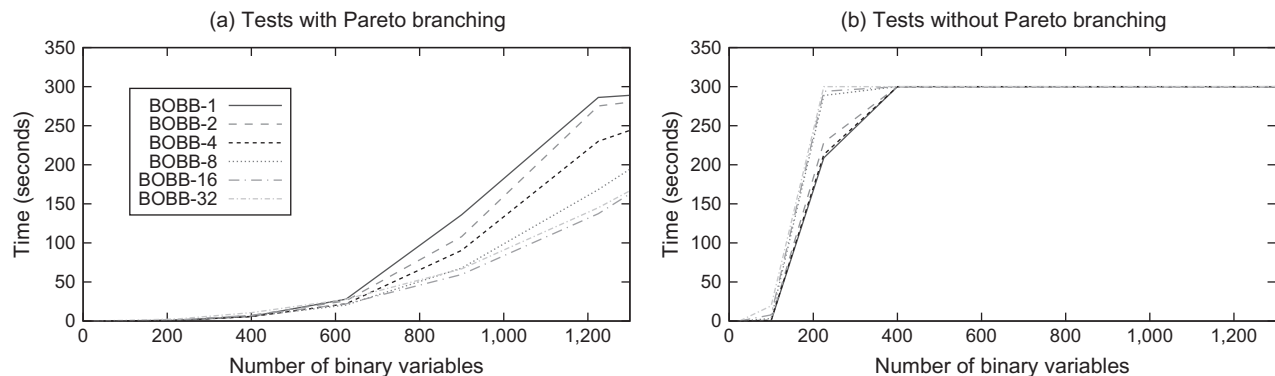 (a) Tests with Pareto branching
350
300
250
200
150
100
50
0
Time (seconds)
BOBB-1
BOBB-2
BOBB-4
BOBB-8
BOBB-16
BOBB-32
0 200 400 600 800 1,000 1,200
Number of binary variables
(b) Tests without Pareto branching
350
300
250
200
150
100
50
0
Time (seconds)
0 200 400 600 800 1,000 1,200
Number of binary variables